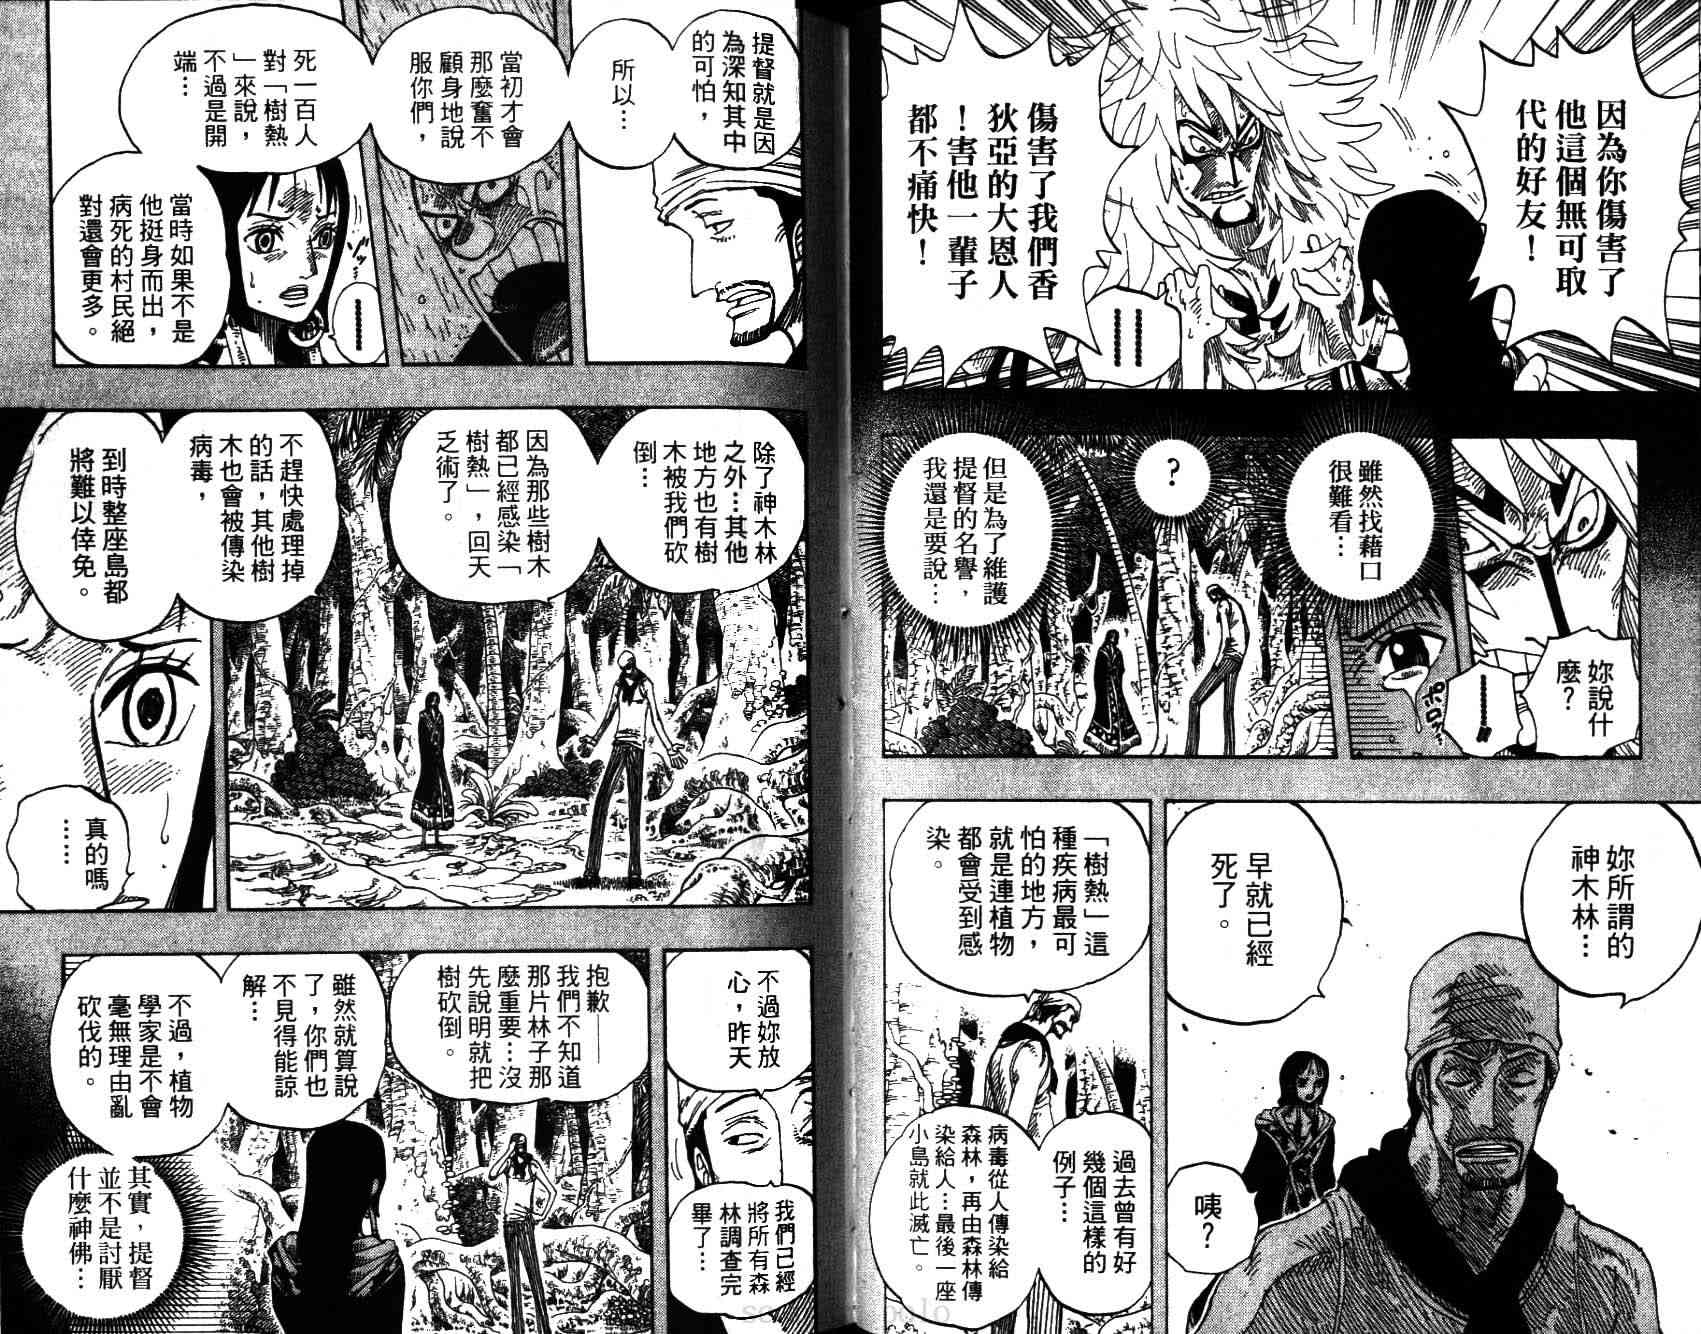 因為你傷害了
他這個無可取
代的好友！
傷害了我們香
狄亞的大恩人
！害他一輩子
都不痛快！
…………
妳說什
麼？
…………
ポロッ
雖然找藉口
很難看…
？
但是為了維護
提督的名譽，
我還是要說…
妳所謂的
神木林…
早就已經
死了。
咦？
「樹熱」這
種疾病最可
怕的地方，
就是連植物
都會受到感
染。
過去曾有好
幾個這樣的
例子…
病毒從人傳染給
森林，再由森林傳
染給人…最後一座
小島就此滅亡。
提督就是因
為深知其中
的可怕，
所以…
當初才會
那麼奮不
顧身地說
服你們，
死一百人
對「樹熱
」來說，
不過是開
端…
當時如果不是
他挺身而出，
病死的村民絕
對還會更多。
…………
除了神木林
之外…其他
地方也有樹
木被我們砍
倒…
因為那些樹木
都已經感染「
樹熱」，回天
乏術了。
不趕快處理掉
的話，其他樹
木也會被傳染
病毒，
到時整座島都
將難以倖免。
真的嗎
……
不過妳放
心，昨天
我們已經
將所有森
林調查完
畢了…
抱歉——
我們不知道
那片林子那
麼重要…沒
先說明就把
樹砍倒。
雖然就算說
了，你們也
不見得能諒
解…
不過，植物
學家是不會
毫無理由亂
砍伐的。
其實，提督
並不是討厭
什麼神佛…